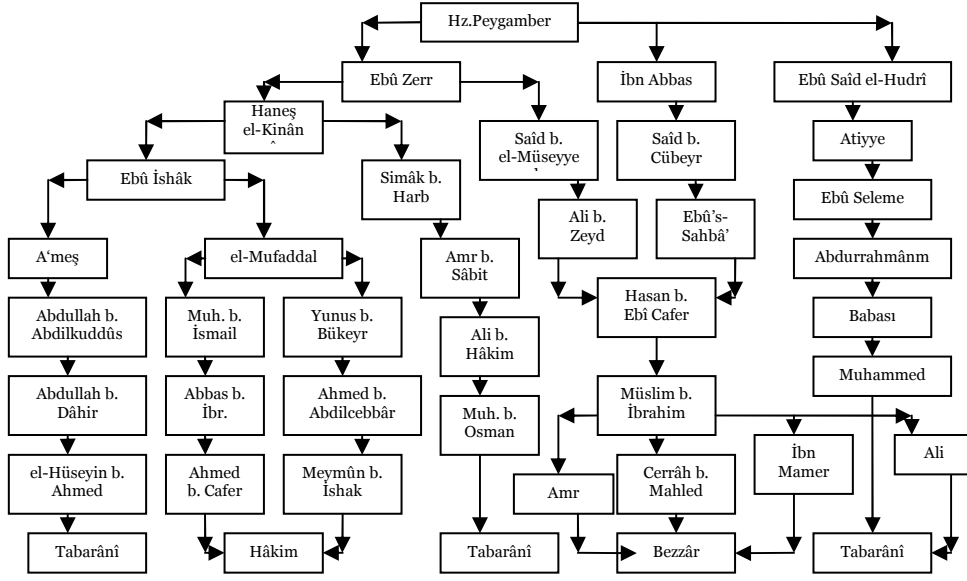 Hz.Peygamber
Ebû Zerr
İbn Abbas
Ebû Saîd el-Hudrî
Haneş
el-Kinân
Saîd b.
el-Müseyye
Saîd b.
Cübeyr
Atiyye
Ebû İshâk
Simâk b.
Harb
Ebû Seleme
Ali b.
Zeyd
Ebû's-
Sahbâ'
A'meş
el-Mufaddal
Amr b.
Sâbit
Abdurrahmânm
Hasan b.
Ebî Cafer
Abdullah b.
Abdilkuddûs
Muh. b.
İsmail
Yunus b.
Bükeyr
Ali b.
Hâkim
Babası
Muhammed
Abdullah b.
Dâhir
Abbas b.
İbr.
Ahmed b.
Abdilcebbâr
Muh. b.
Osman
Müslim b.
İbrahim
el-Hüseyin b.
Ahmed
Ahmed
b. Cafer
Meymûn b.
İshak
Amr
Cerrâh b.
Mahled
İbn
Mamer
Ali
Tabarânî
Hâkim
Tabarânî
Bezzâr
Tabarânî